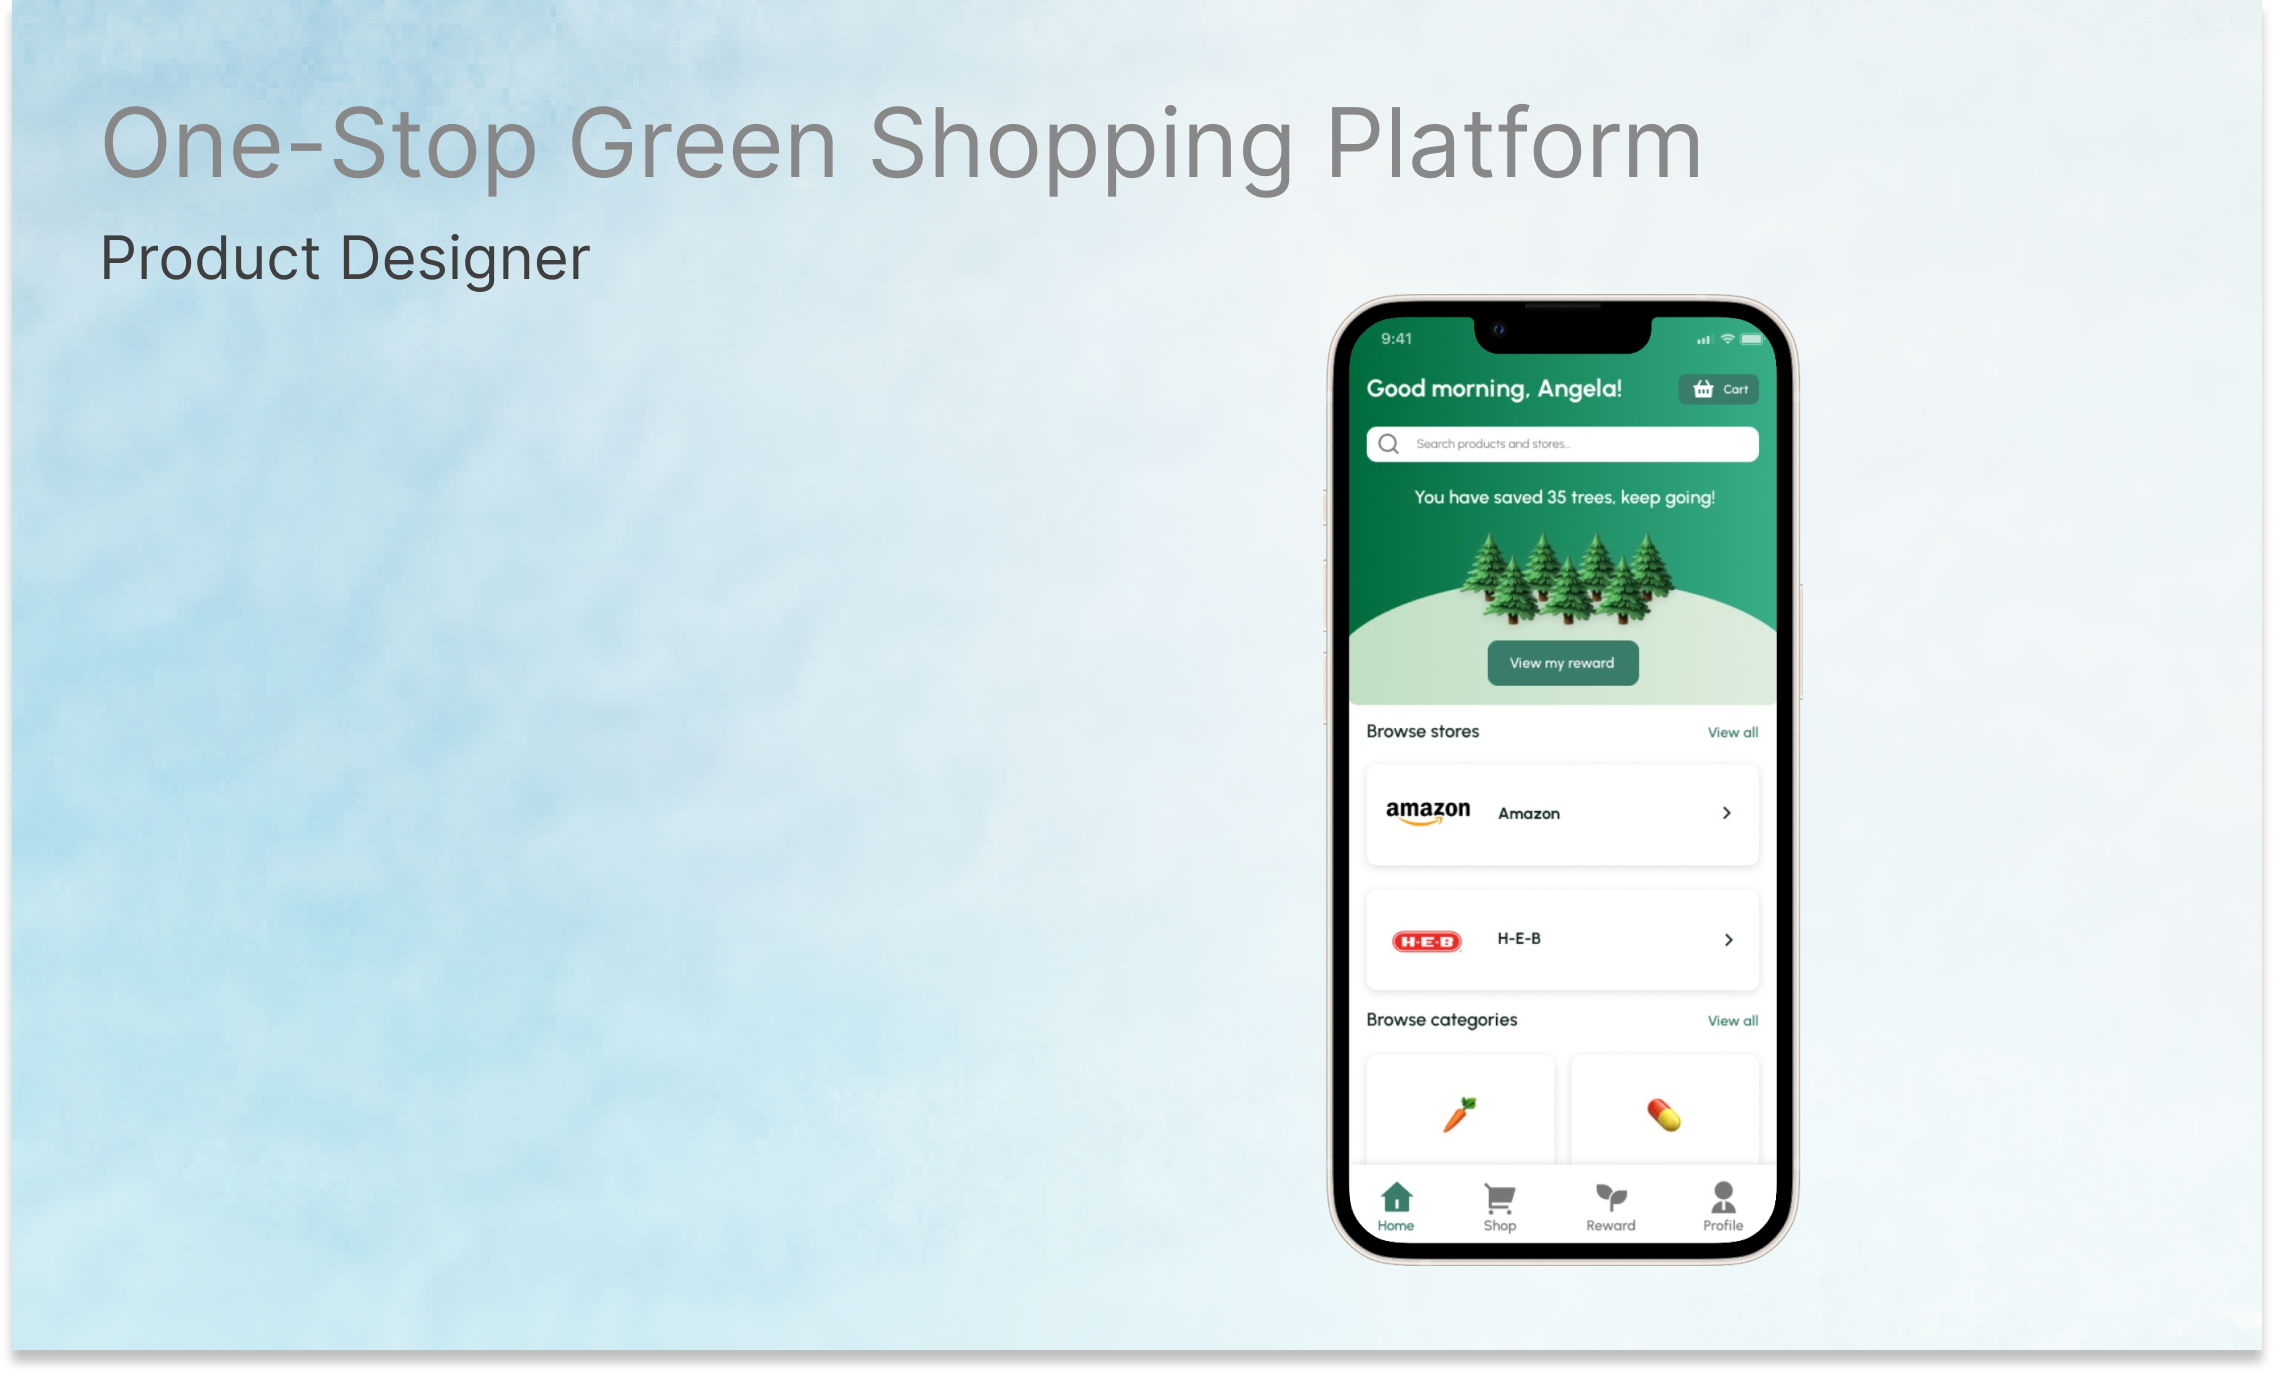 One-Stop Green Shopping Platform
Product Designer
9:41
Good morning, Angela!
Cart
Search products and stores...
You have saved 35 trees, keep going!
View my reward
Browse stores
View all
amazon
Amazon
H-E-B
H-E-B
Browse categories
View all
Home
Shop
Reward
Profile